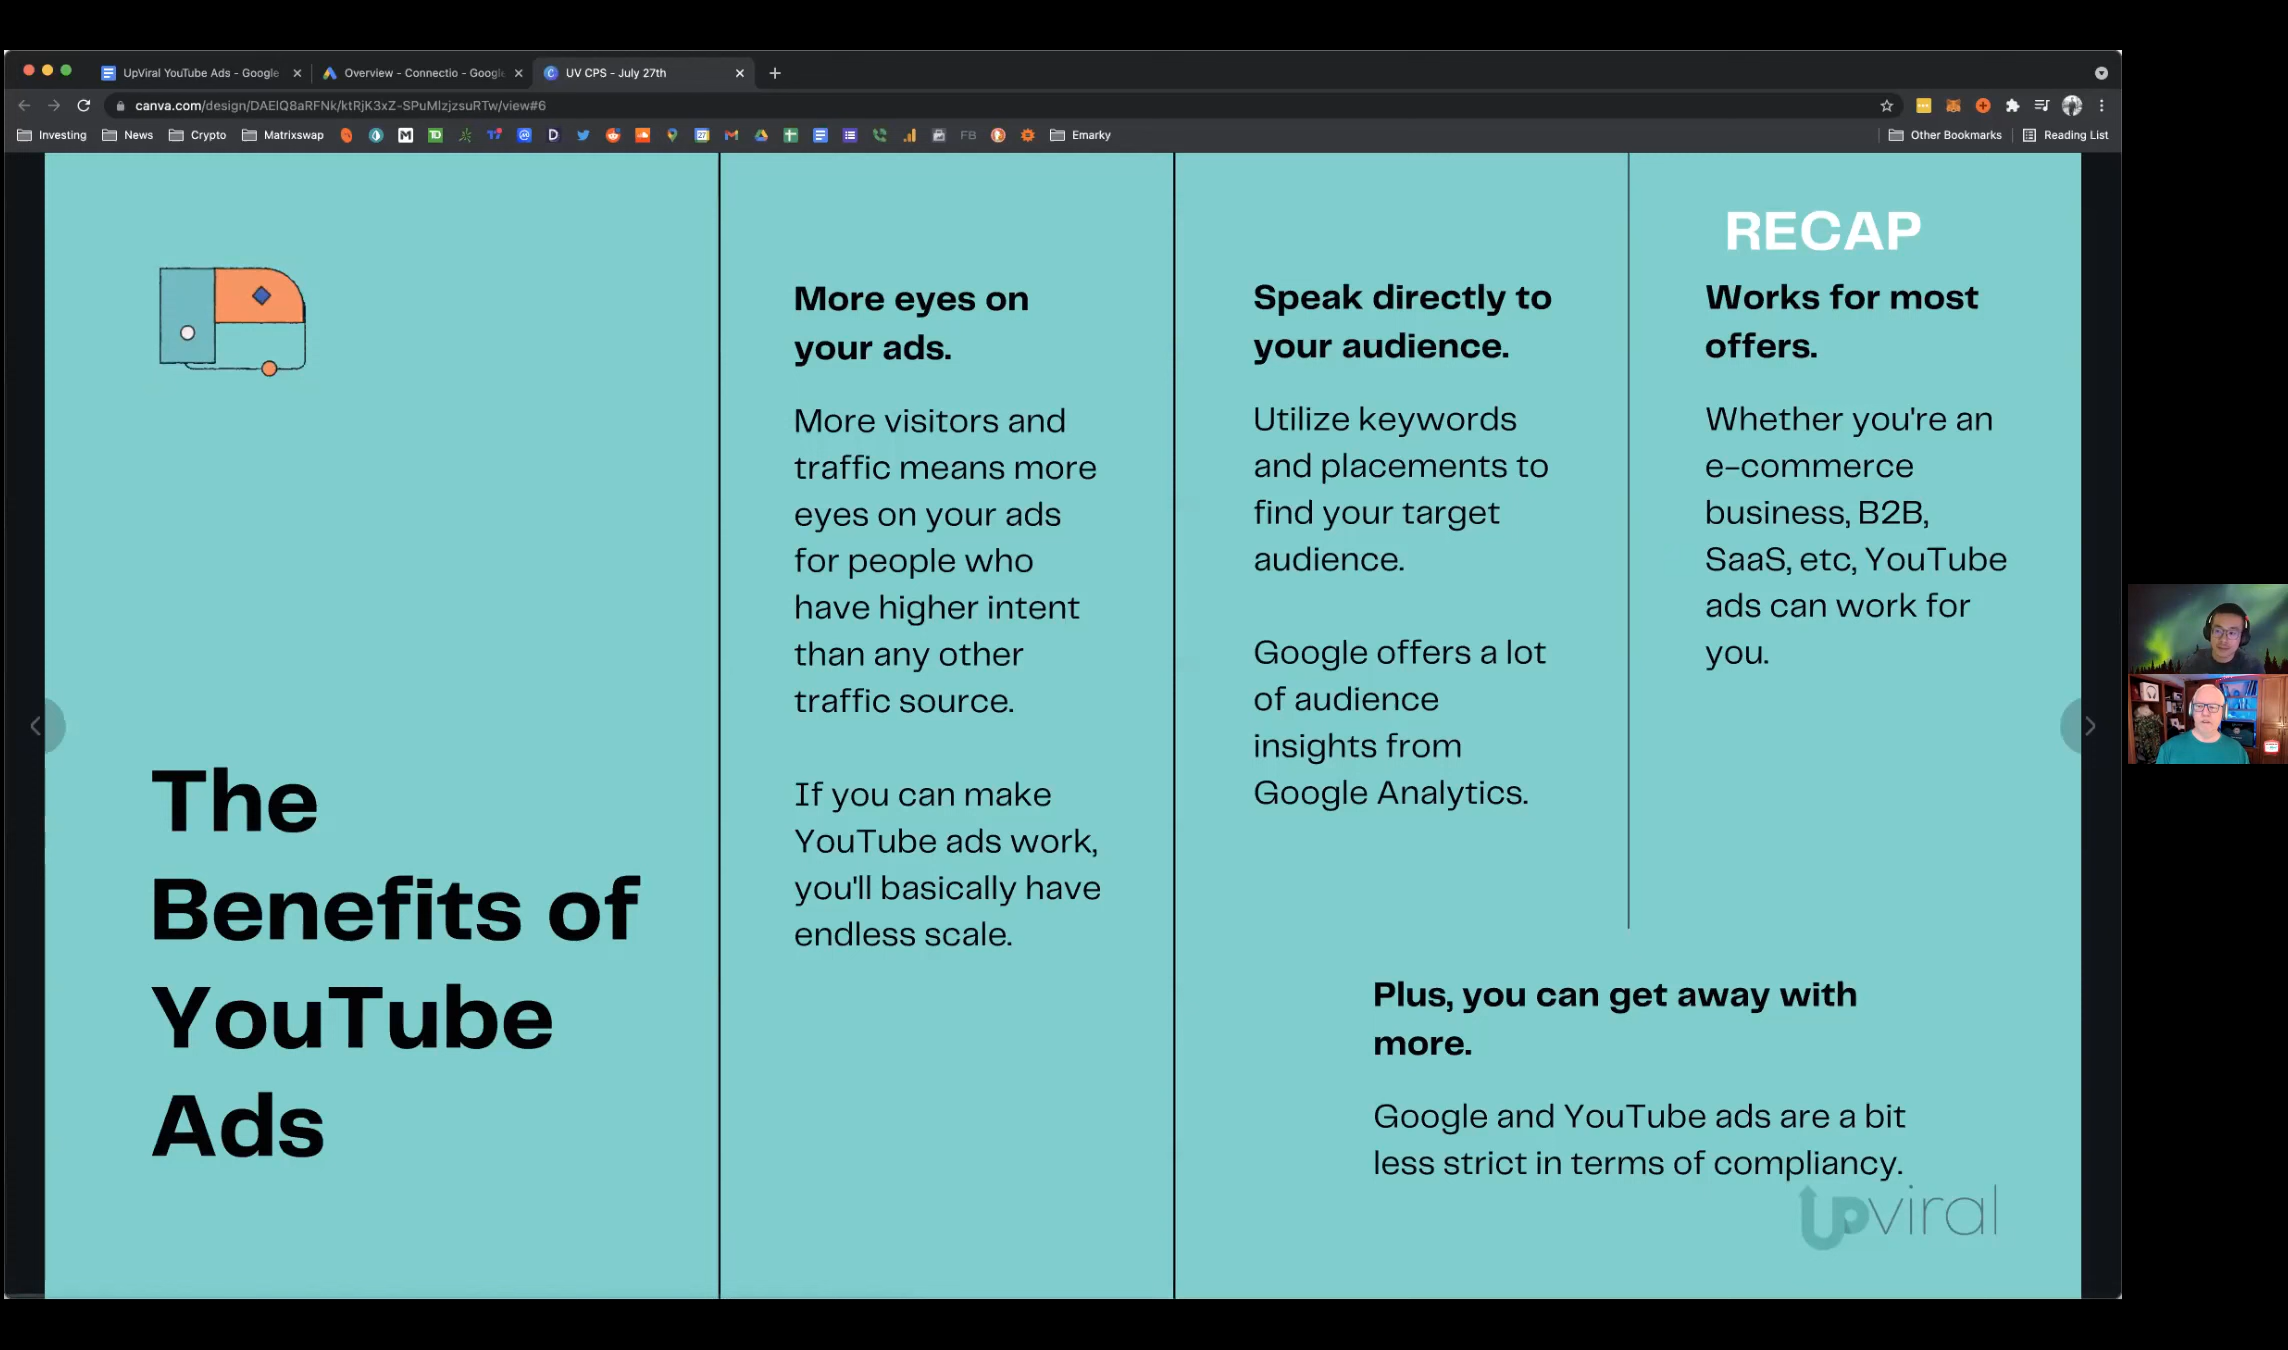 UpViral YouTube Ads - Google
Overview - Connectio - Google
UV CPS - July 27th
canva.com/design/DAElQ8aRFNk/ktRjK3xZ-SPuMlzjzsuRTw/view#6
Investing
News
Crypto
Matrixswap
FB
Emarky
Other Bookmarks
Reading List
The
Benefits of
YouTube
Ads
More eyes on
your ads.
More visitors and
traffic means more
eyes on your ads
for people who
have higher intent
than any other
traffic source.
If you can make
YouTube ads work,
you'll basically have
endless scale.
Speak directly to
your audience.
Utilize keywords
and placements to
find your target
audience.
Google offers a lot
of audience
insights from
Google Analytics.
RECAP
Works for most
offers.
Whether you're an
e-commerce
business, B2B,
SaaS, etc, YouTube
ads can work for
you.
Plus, you can get away with
more.
Google and YouTube ads are a bit
less strict in terms of compliancy.
upviral